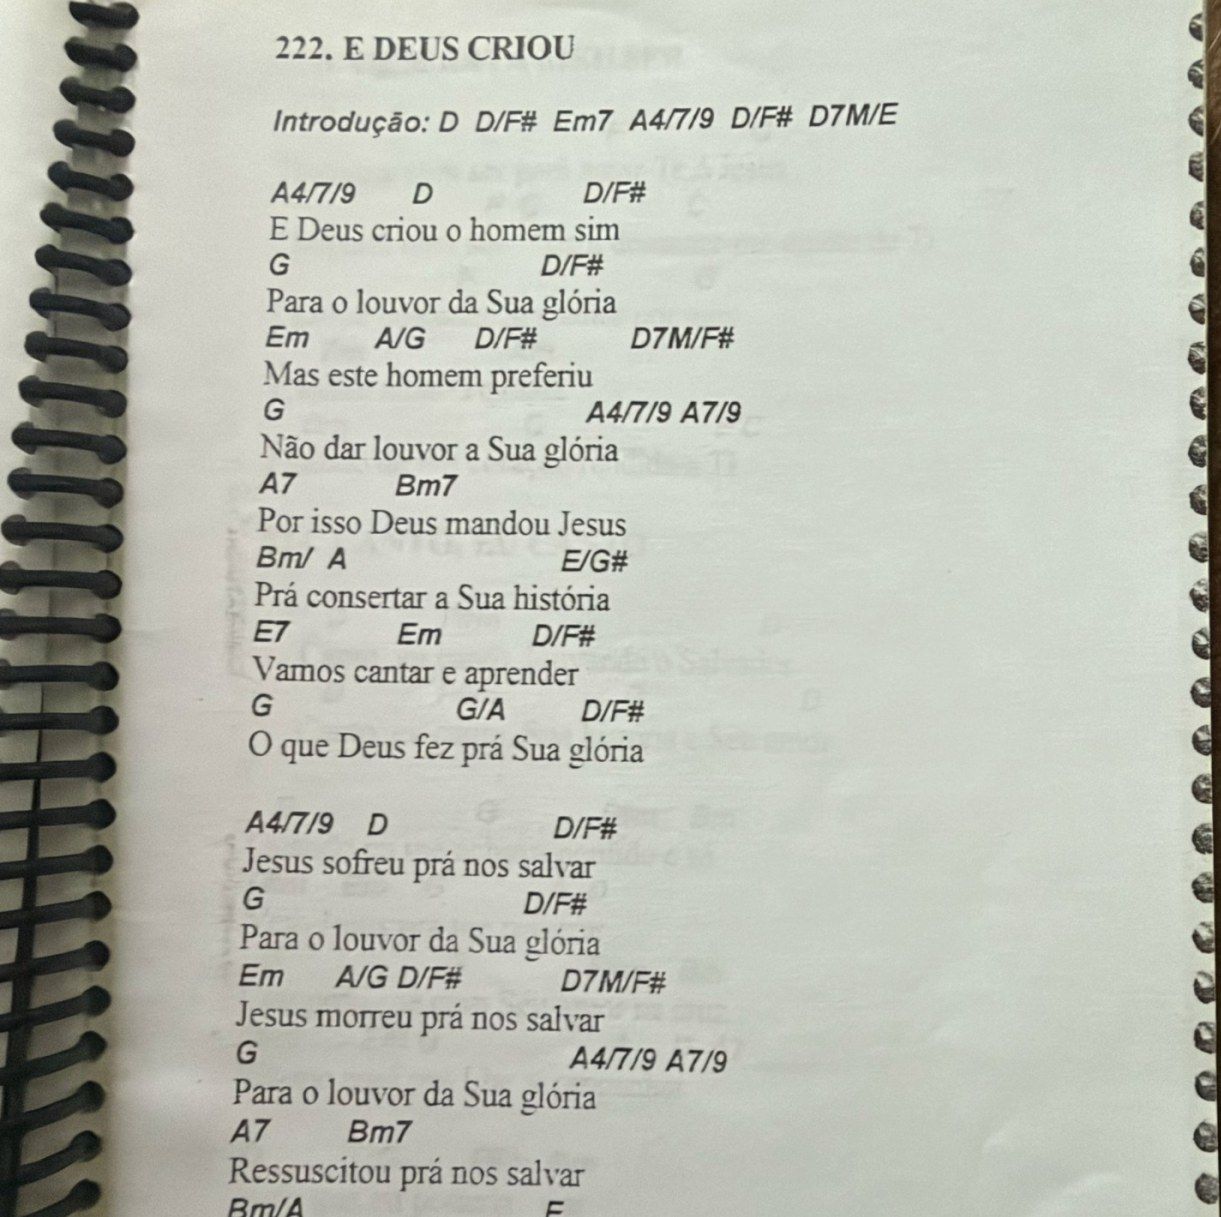 222. E DEUS CRIOU
Introdução: D D/F# Em7 A4/7/9 D/F# D7M/E
A4/7/9 D D/F#
E Deus criou o homem sim
G D/F#
Para o louvor da Sua glória
Em A/G D/F# D7M/F#
Mas este homem preferiu
G A4/7/9 A7/9
Não dar louvor a Sua glória
A7 Bm7
Por isso Deus mandou Jesus
Bm/ A E/G#
Prá consertar a Sua história
E7 Em D/F#
Vamos cantar e aprender
G G/A D/F#
O que Deus fez prá Sua glória
A4/7/9 D D/F#
Jesus sofreu prá nos salvar
G D/F#
Para o louvor da Sua glória
Em A/G D/F# D7M/F#
Jesus morreu prá nos salvar
G A4/7/9 A7/9
Para o louvor da Sua glória
A7 Bm7
Ressuscitou prá nos salvar
Bm/A